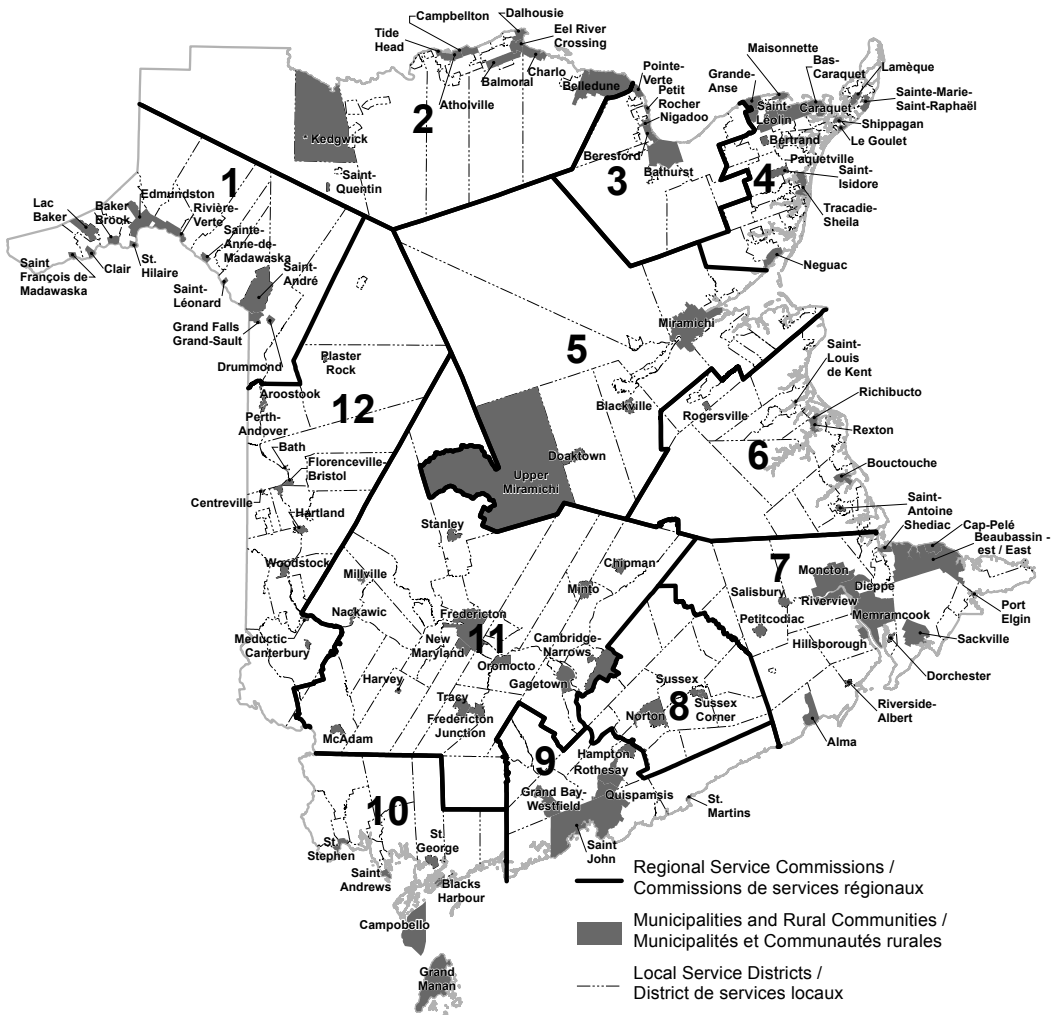 Dalhousie
Campbellton
Tide
Head
Eel River
Crossing
Charlo
Balmoral
Atholville
2
Belledune
Pointe-
Verte
Petit
Rocher
Nigadoo
Beresford
Bathurst
3
Maisonnette
Bas-
Caraquet
Lamèque
Grande-
Anse
Saint-
Léolin
Caraquet
Sainte-Marie-
Saint-Raphaël
Shippagan
Le Goulet
Bertrand
Paquetville
4
Saint-
Isidore
Tracadie-
Sheila
Neguac
Kedgwick
Saint-
Quentin
1
Edmundston
Lac
Baker
Baker
Brook
Rivière-
Verte
Sainte-
Anne-de-
Madawaska
Saint
François de
Madawaska
Clair
St.
Hilaire
Saint-
Léonard
Saint-
André
Grand Falls
Grand-Sault
Drummond
Plaster
Rock
Aroostook
12
Perth-
Andover
Bath
Florenceville-
Bristol
Centreville
Hartland
Woodstock
Meductic
Canterbury
5
Miramichi
Blackville
Doaktown
Upper
Miramichi
Rogersville
Saint-
Louis
de Kent
Richibucto
Rexton
6
Bouctouche
Saint-
Antoine
Shediac
Cap-Pelé
Beaubassin -
est / East
7
Moncton
Dieppe
Salisbury
Riverview
Memramcook
Port
Elgin
Petitcodiac
Hillsborough
Sackville
Dorchester
Riverside-
Albert
Alma
Stanley
Millville
Nackawic
Chipman
Minto
Fredericton
New
Maryland
11
Oromocto
Cambridge-
Narrows
Gagetown
Harvey
Tracy
Fredericton
Junction
McAdam
Sussex
Sussex
Corner
Norton
8
Hampton
Rothesay
9
Grand Bay-
Westfield
Quispamsis
St.
Martins
Saint
John
10
St.
Stephen
St.
George
Saint
Andrews
Blacks
Harbour
Campobello
Grand
Manan
Regional Service Commissions /
Commissions de services régionaux
Municipalities and Rural Communities /
Municipalités et Communautés rurales
Local Service Districts /
District de services locaux